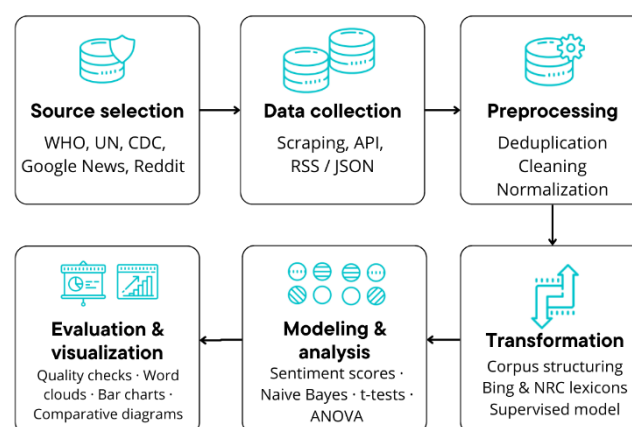 Source selection
WHO, UN, CDC,
Google News, Reddit
Data collection
Scraping, API,
RSS / JSON
Preprocessing
Deduplication
Cleaning
Normalization
Evaluation &
visualization
Quality checks · Word
clouds · Bar charts ·
Comparative diagrams
Modeling &
analysis
Sentiment scores ·
Naive Bayes · t-tests ·
ANOVA
Transformation
Corpus structuring
Bing & NRC lexicons
Supervised model